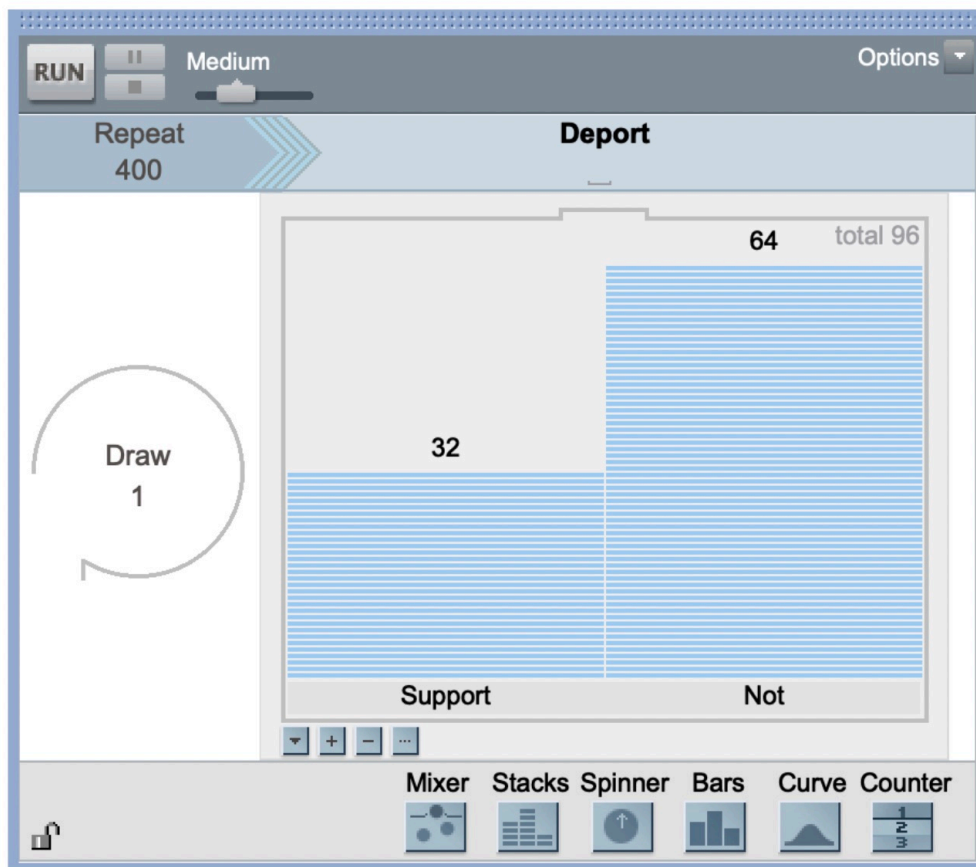 RUN
Medium
Options
Repeat
400
Deport
64
total 96
32
Draw
1
Support
Not
Mixer
Stacks
Spinner
Bars
Curve
Counter
1
2
3